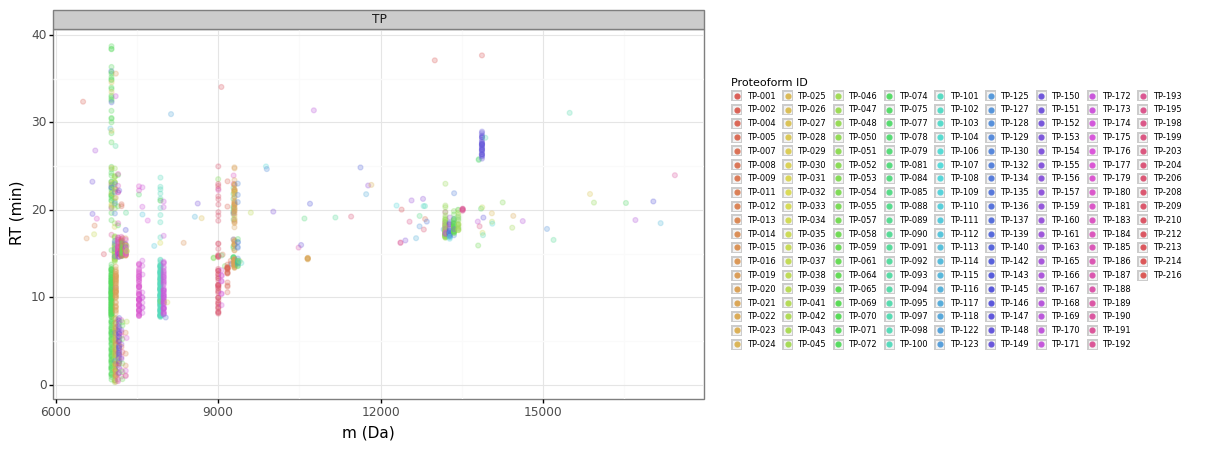 TP
40
30
20
10
0
RT (min)
6000 9000 12000 15000
m (Da)
Proteoform ID
TP-001 TP-025 TP-046 TP-074 TP-101 TP-125 TP-150 TP-172 TP-193
TP-002 TP-026 TP-047 TP-075 TP-102 TP-127 TP-151 TP-173 TP-195
TP-004 TP-027 TP-048 TP-077 TP-103 TP-128 TP-152 TP-174 TP-198
TP-005 TP-028 TP-050 TP-078 TP-104 TP-129 TP-153 TP-175 TP-199
TP-007 TP-029 TP-051 TP-079 TP-106 TP-130 TP-154 TP-176 TP-203
TP-008 TP-030 TP-052 TP-081 TP-107 TP-132 TP-155 TP-177 TP-204
TP-009 TP-031 TP-053 TP-084 TP-108 TP-134 TP-156 TP-179 TP-206
TP-011 TP-032 TP-054 TP-085 TP-109 TP-135 TP-157 TP-180 TP-208
TP-012 TP-033 TP-055 TP-088 TP-110 TP-136 TP-159 TP-181 TP-209
TP-013 TP-034 TP-057 TP-089 TP-111 TP-137 TP-160 TP-183 TP-210
TP-014 TP-035 TP-058 TP-090 TP-112 TP-139 TP-161 TP-184 TP-212
TP-015 TP-036 TP-059 TP-091 TP-113 TP-140 TP-163 TP-185 TP-213
TP-016 TP-037 TP-061 TP-092 TP-114 TP-142 TP-165 TP-186 TP-214
TP-019 TP-038 TP-064 TP-093 TP-115 TP-143 TP-166 TP-187 TP-216
TP-020 TP-039 TP-065 TP-094 TP-116 TP-145 TP-167 TP-188
TP-021 TP-041 TP-069 TP-095 TP-117 TP-146 TP-168 TP-189
TP-022 TP-042 TP-070 TP-097 TP-118 TP-147 TP-169 TP-190
TP-023 TP-043 TP-071 TP-098 TP-122 TP-148 TP-170 TP-191
TP-024 TP-045 TP-072 TP-100 TP-123 TP-149 TP-171 TP-192